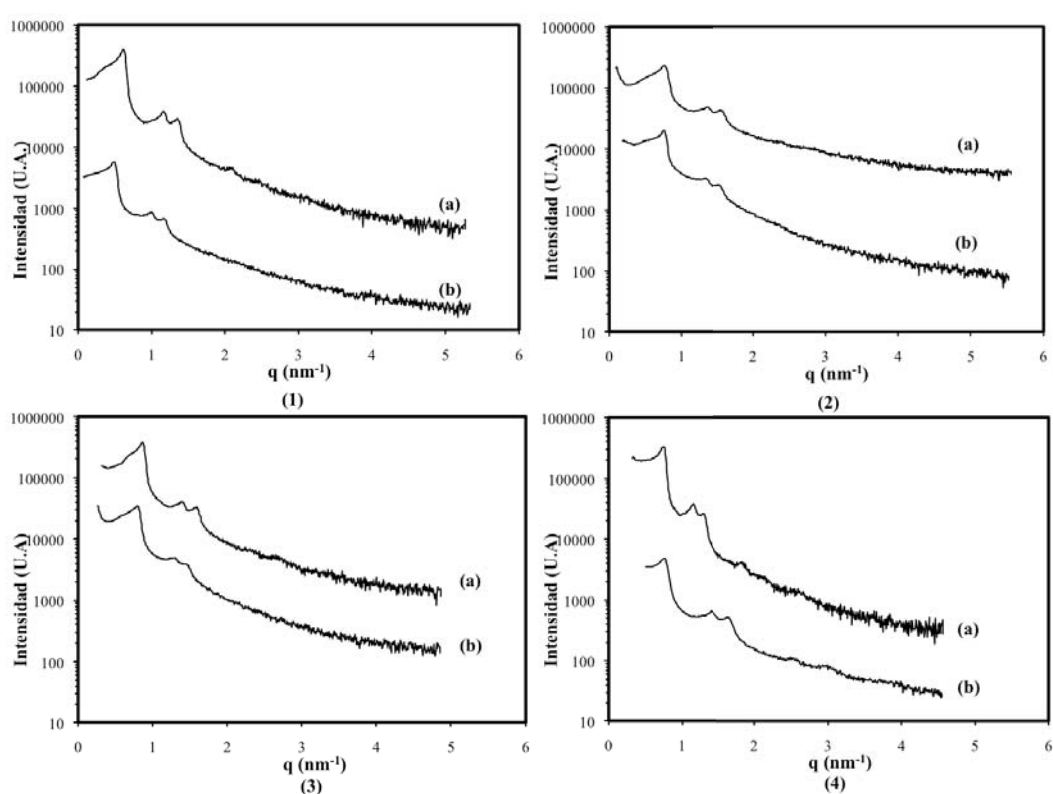 1000000
100000
10000
1000
100
10
Intensidad (U.A.)
(a)
(b)
0 1 2 3 4 5 6
q (nm-1)
(1)
1000000
100000
10000
1000
100
10
Intensidad (U.A.)
(a)
(b)
0 1 2 3 4 5 6
q (nm-1)
(2)
1000000
100000
10000
1000
100
10
Intensidad (U.A)
(a)
(b)
0 1 2 3 4 5 6
q (nm-1)
(3)
1000000
100000
10000
1000
100
10
Intensidad (U.A)
(a)
(b)
0 1 2 3 4 5 6
q (nm-1)
(4)